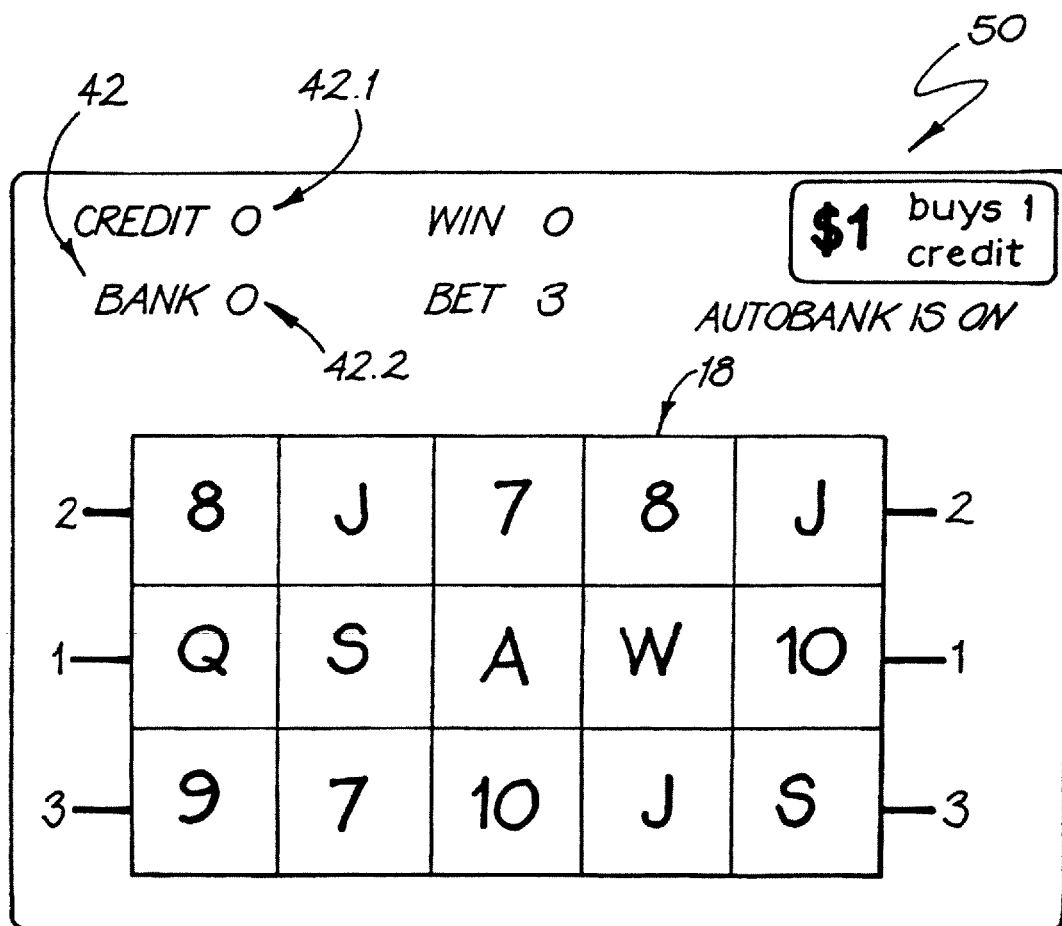 50
42 42.1
CREDIT 0 WIN 0 $1 buys 1
credit
BANK 0 BET 3
AUTOBANK IS ON
42.2 18
2 8 J 7 8 J 2
1 Q S A W 10 1
3 9 7 10 J S 3